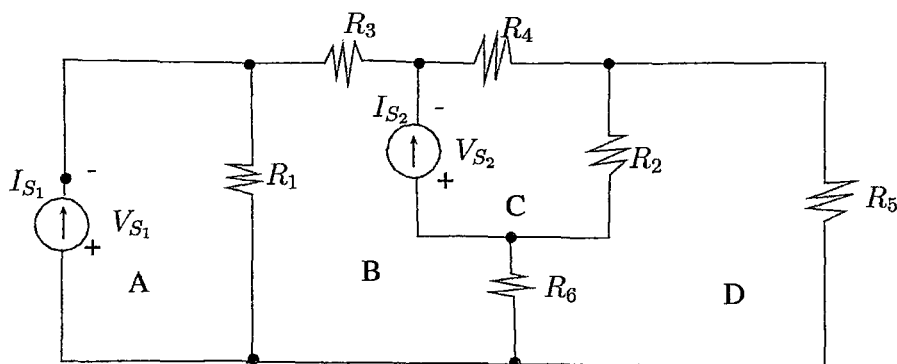 R3
R4
IS2
-
VS2
+
R2
R1
-
IS1
VS1
+
R5
C
A
B
R6
D